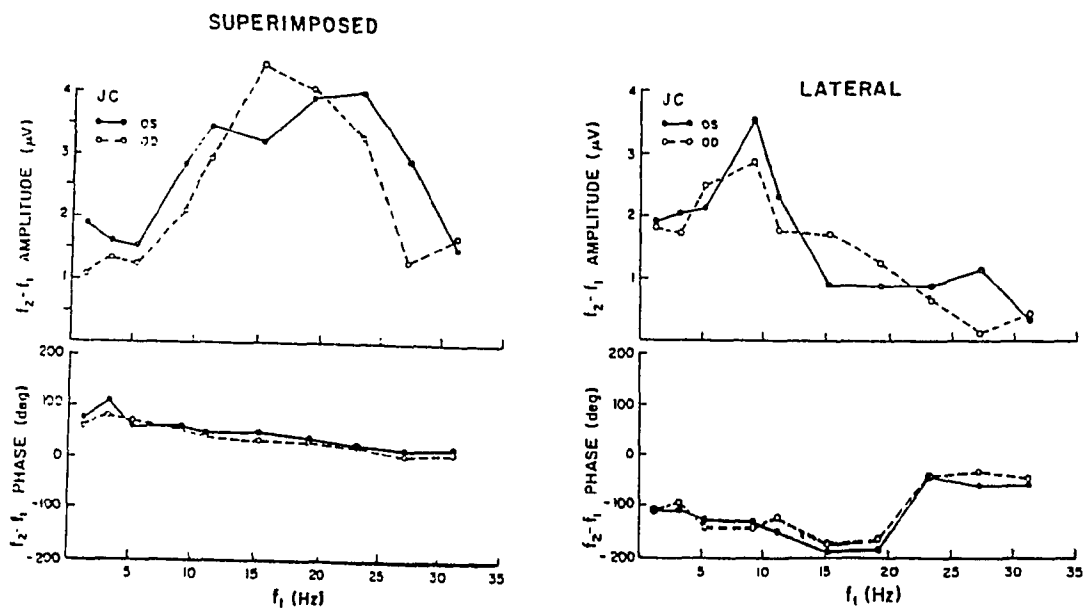 SUPERIMPOSED
JC
OS
OD
f₂-f₁ AMPLITUDE (μV)
4
3
2
1
f₂-f₁ PHASE (deg)
200
100
0
-100
-200
5 10 15 20 25 30 35
f₁ (Hz)
LATERAL
JC
OS
OD
f₂-f₁ AMPLITUDE (μV)
4
3
2
1
0
f₂-f₁ PHASE (deg)
200
100
0
-100
-200
5 10 15 20 25 30 35
f₁ (Hz)